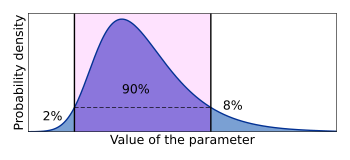 Probability density
90%
2%
8%
Value of the parameter